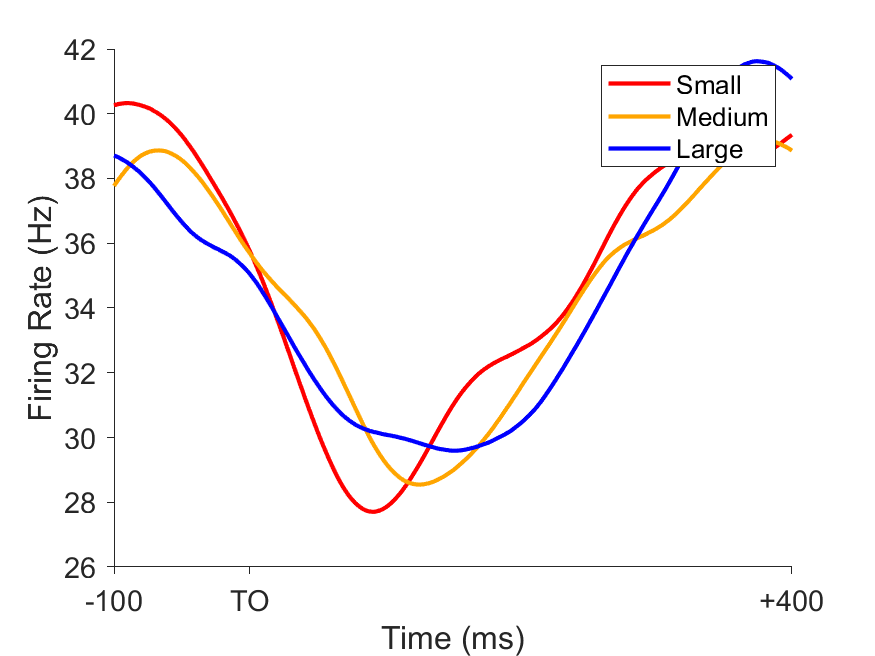 42
40
38
36
34
32
30
28
26
Firing Rate (Hz)
Small
Medium
Large
-100
TO
+400
Time (ms)